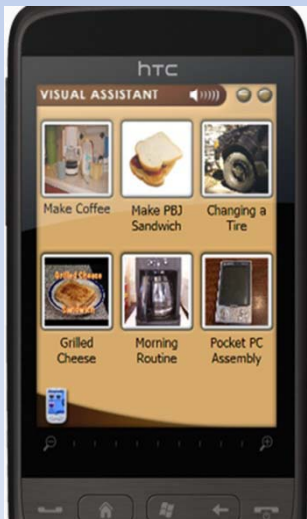 htc
VISUAL ASSISTANT
Make Coffee
Make PBJ
Sandwich
Changing a
Tire
Grilled Cheese
Sandwich
Grilled
Cheese
Morning
Routine
Pocket PC
Assembly